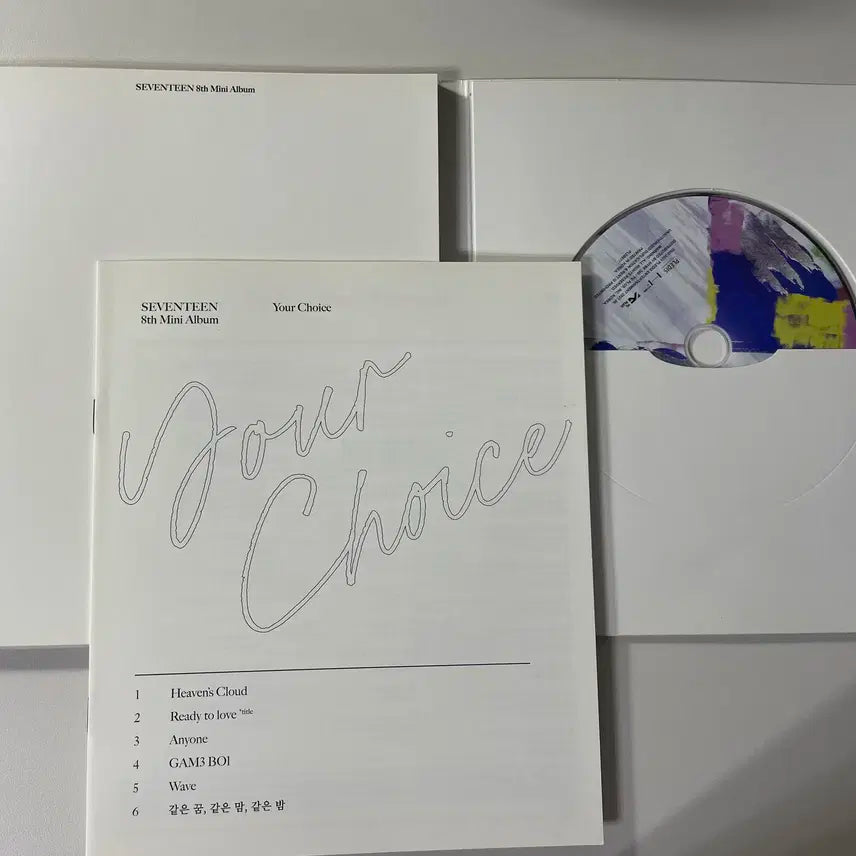 SEVENTEEN 8th Mini Album
SEVENTEEN
8th Mini Album
Your Choice
Your
Choice
1 Heaven's Cloud
2 Ready to love *title
3 Anyone
4 GAM3 BO1
5 Wave
6 같은 꿈, 같은 맘, 같은 밤
PLEDIS